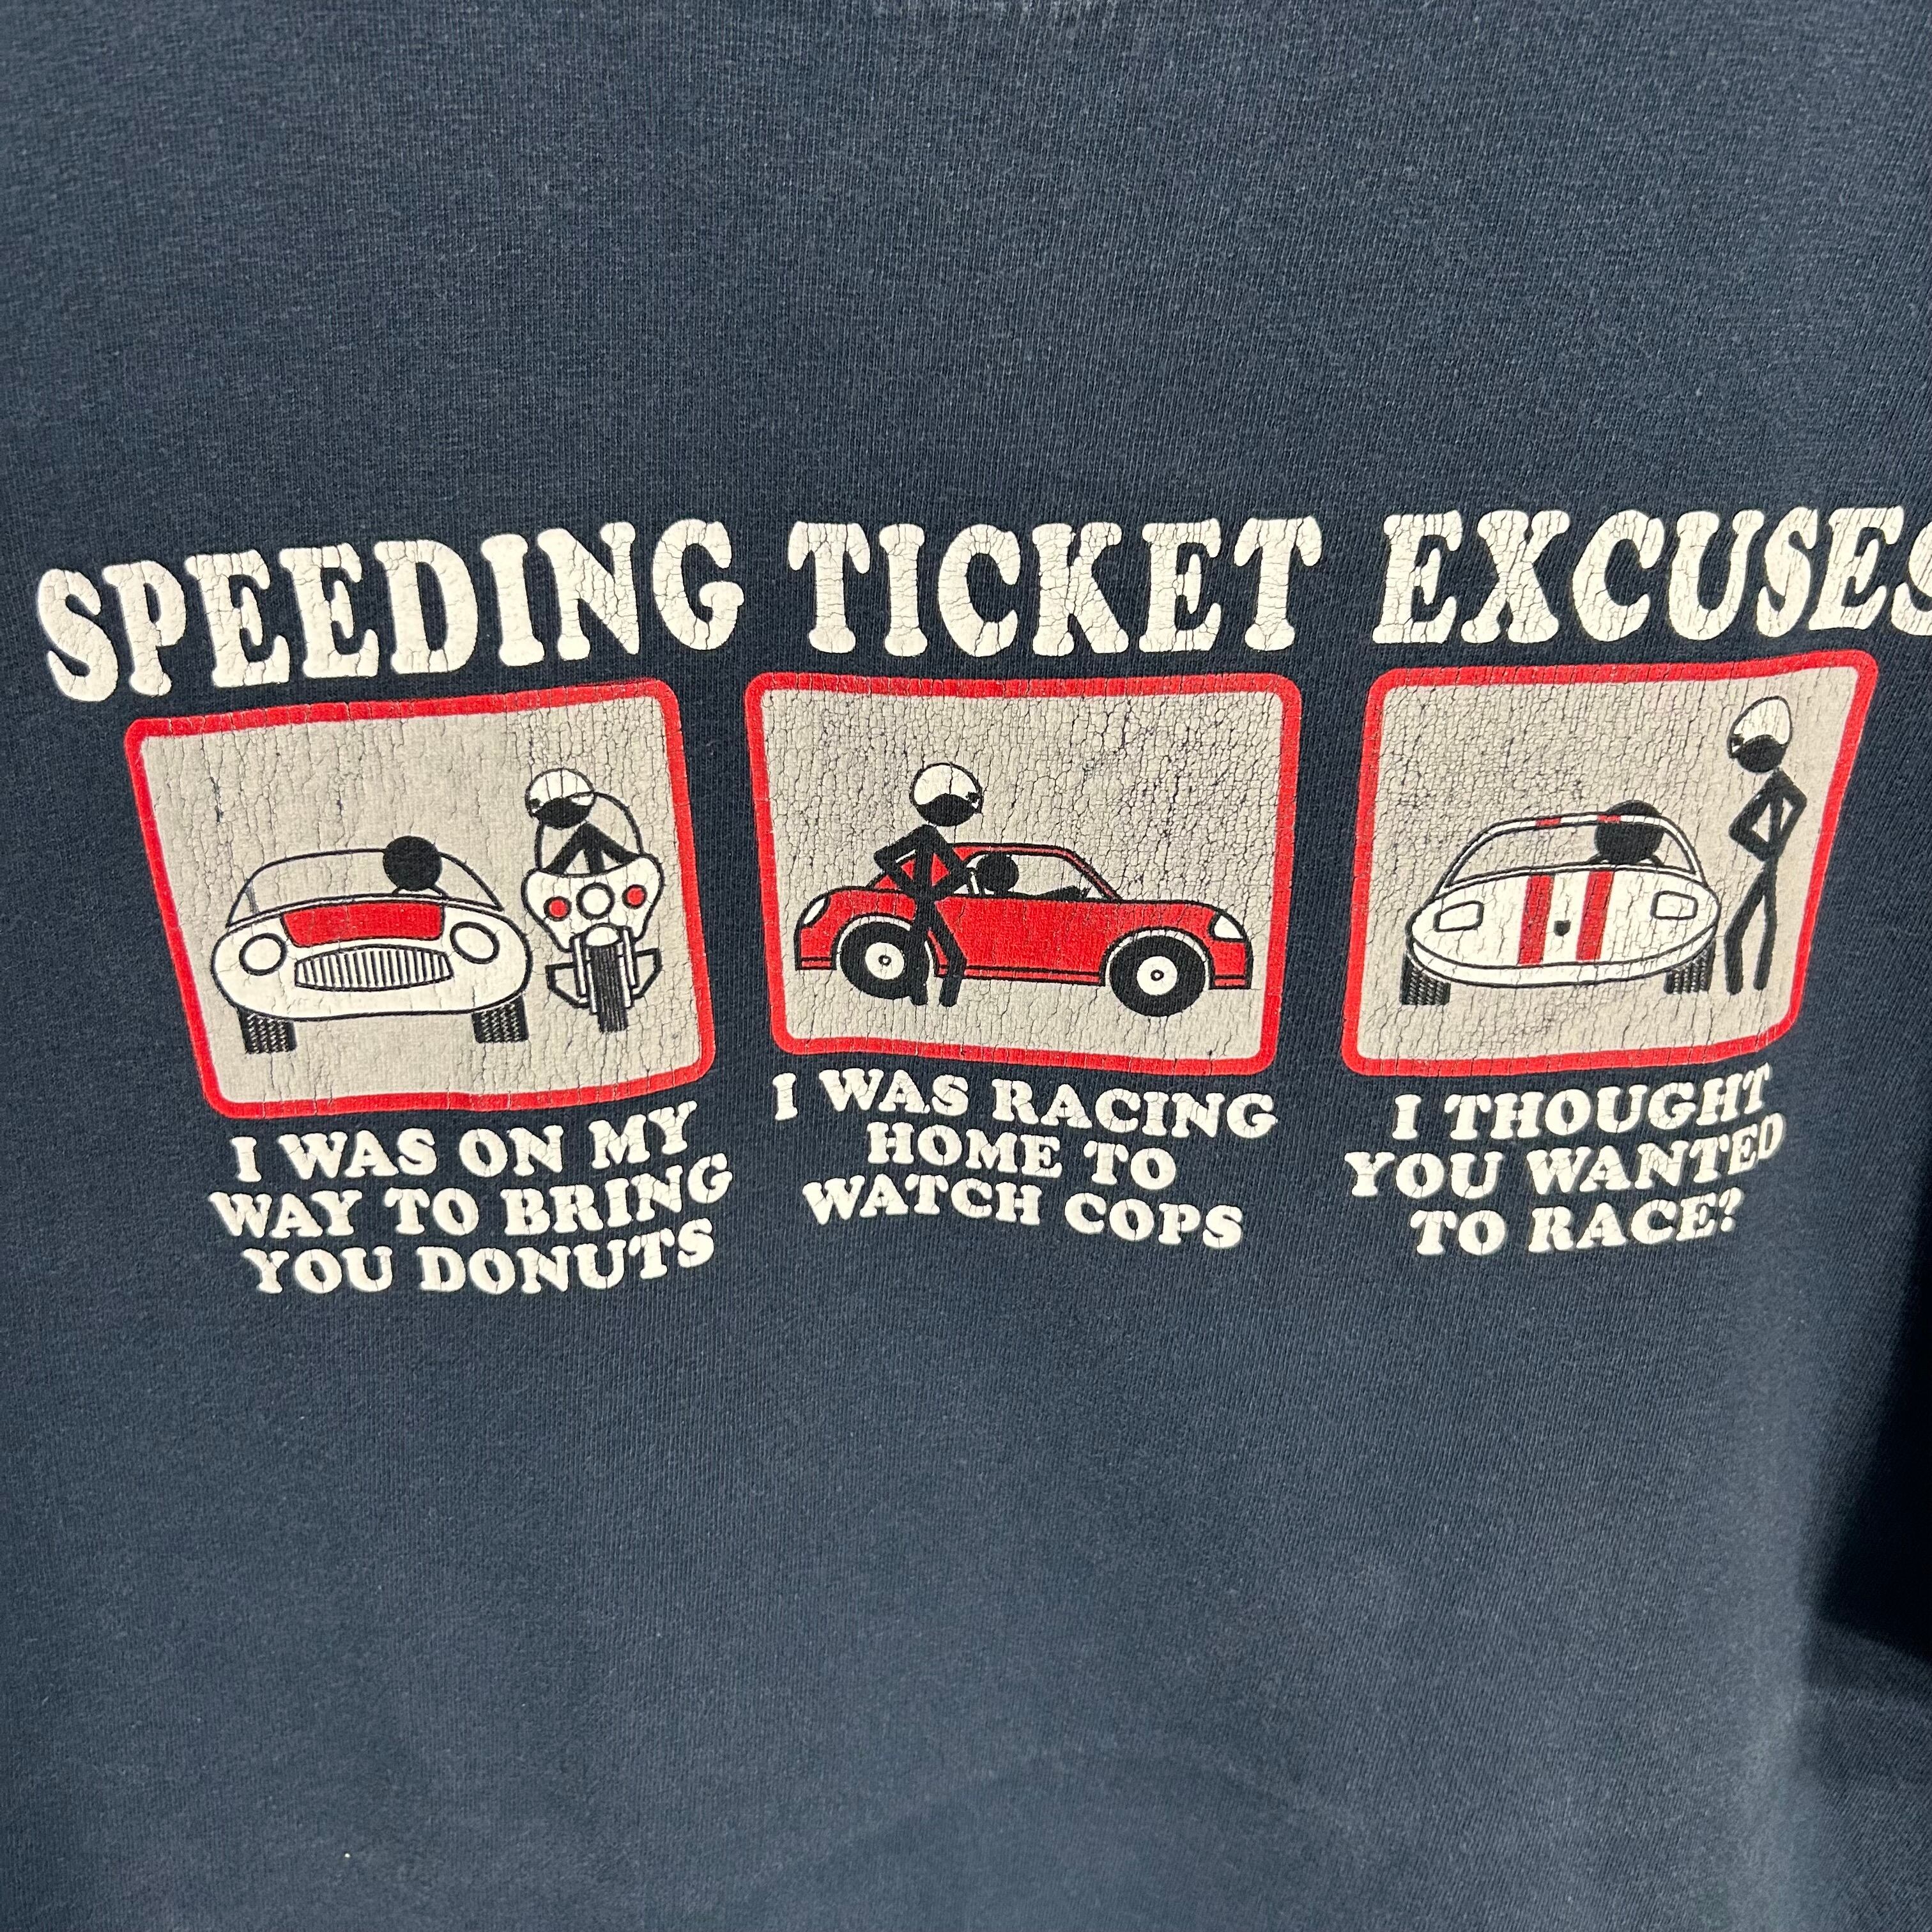 SPEEDING TICKET EXCUSES
I WAS ON MY
WAY TO BRING
YOU DONUTS
I WAS RACING
HOME TO
WATCH COPS
I THOUGHT
YOU WANTED
TO RACE?